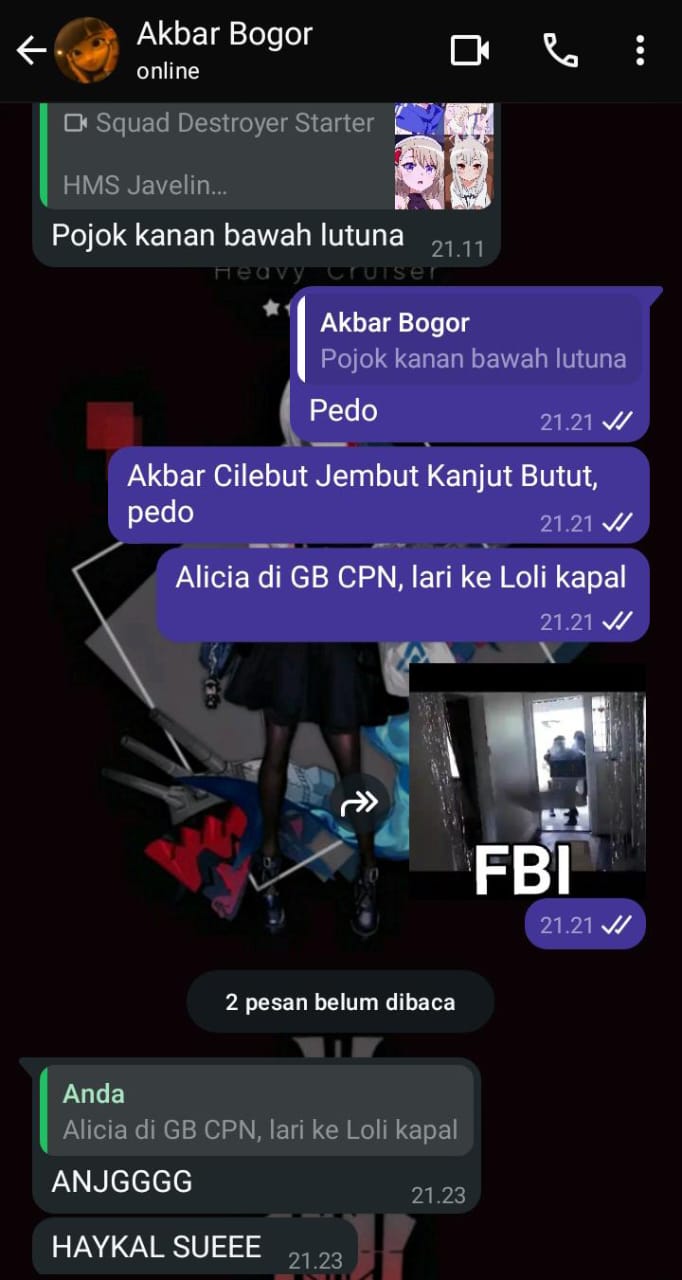 Akbar Bogor
online
Squad Destroyer Starter
HMS Javelin...
Pojok kanan bawah lutuna
21.11
Heavy Cruiser
Akbar Bogor
Pojok kanan bawah lutuna
Pedo
21.21
Akbar Cilebut Jembut Kanjut Butut,
pedo
21.21
Alicia di GB CPN, lari ke Loli kapal
21.21
FBI
21.21
2 pesan belum dibaca
Anda
Alicia di GB CPN, lari ke Loli kapal
ANJGGGG
21.23
HAYKAL SUEEE
21.23